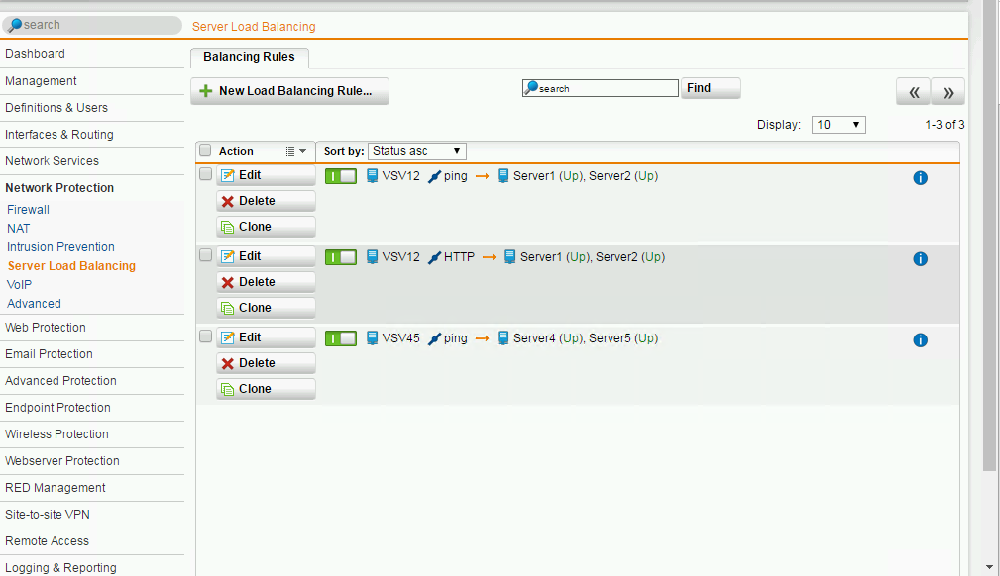 search
Server Load Balancing
Dashboard
Management
Definitions & Users
Interfaces & Routing
Network Services
Network Protection
Firewall
NAT
Intrusion Prevention
Server Load Balancing
VoIP
Advanced
Web Protection
Email Protection
Advanced Protection
Endpoint Protection
Wireless Protection
Webserver Protection
RED Management
Site-to-site VPN
Remote Access
Logging & Reporting
Balancing Rules
New Load Balancing Rule...
search
Find
«
»
Display: 10
1-3 of 3
Action
Sort by: Status asc
Edit
VSV12 ping → Server1 (Up), Server2 (Up)
Delete
Clone
Edit
VSV12 HTTP → Server1 (Up), Server2 (Up)
Delete
Clone
Edit
VSV45 ping → Server4 (Up), Server5 (Up)
Delete
Clone